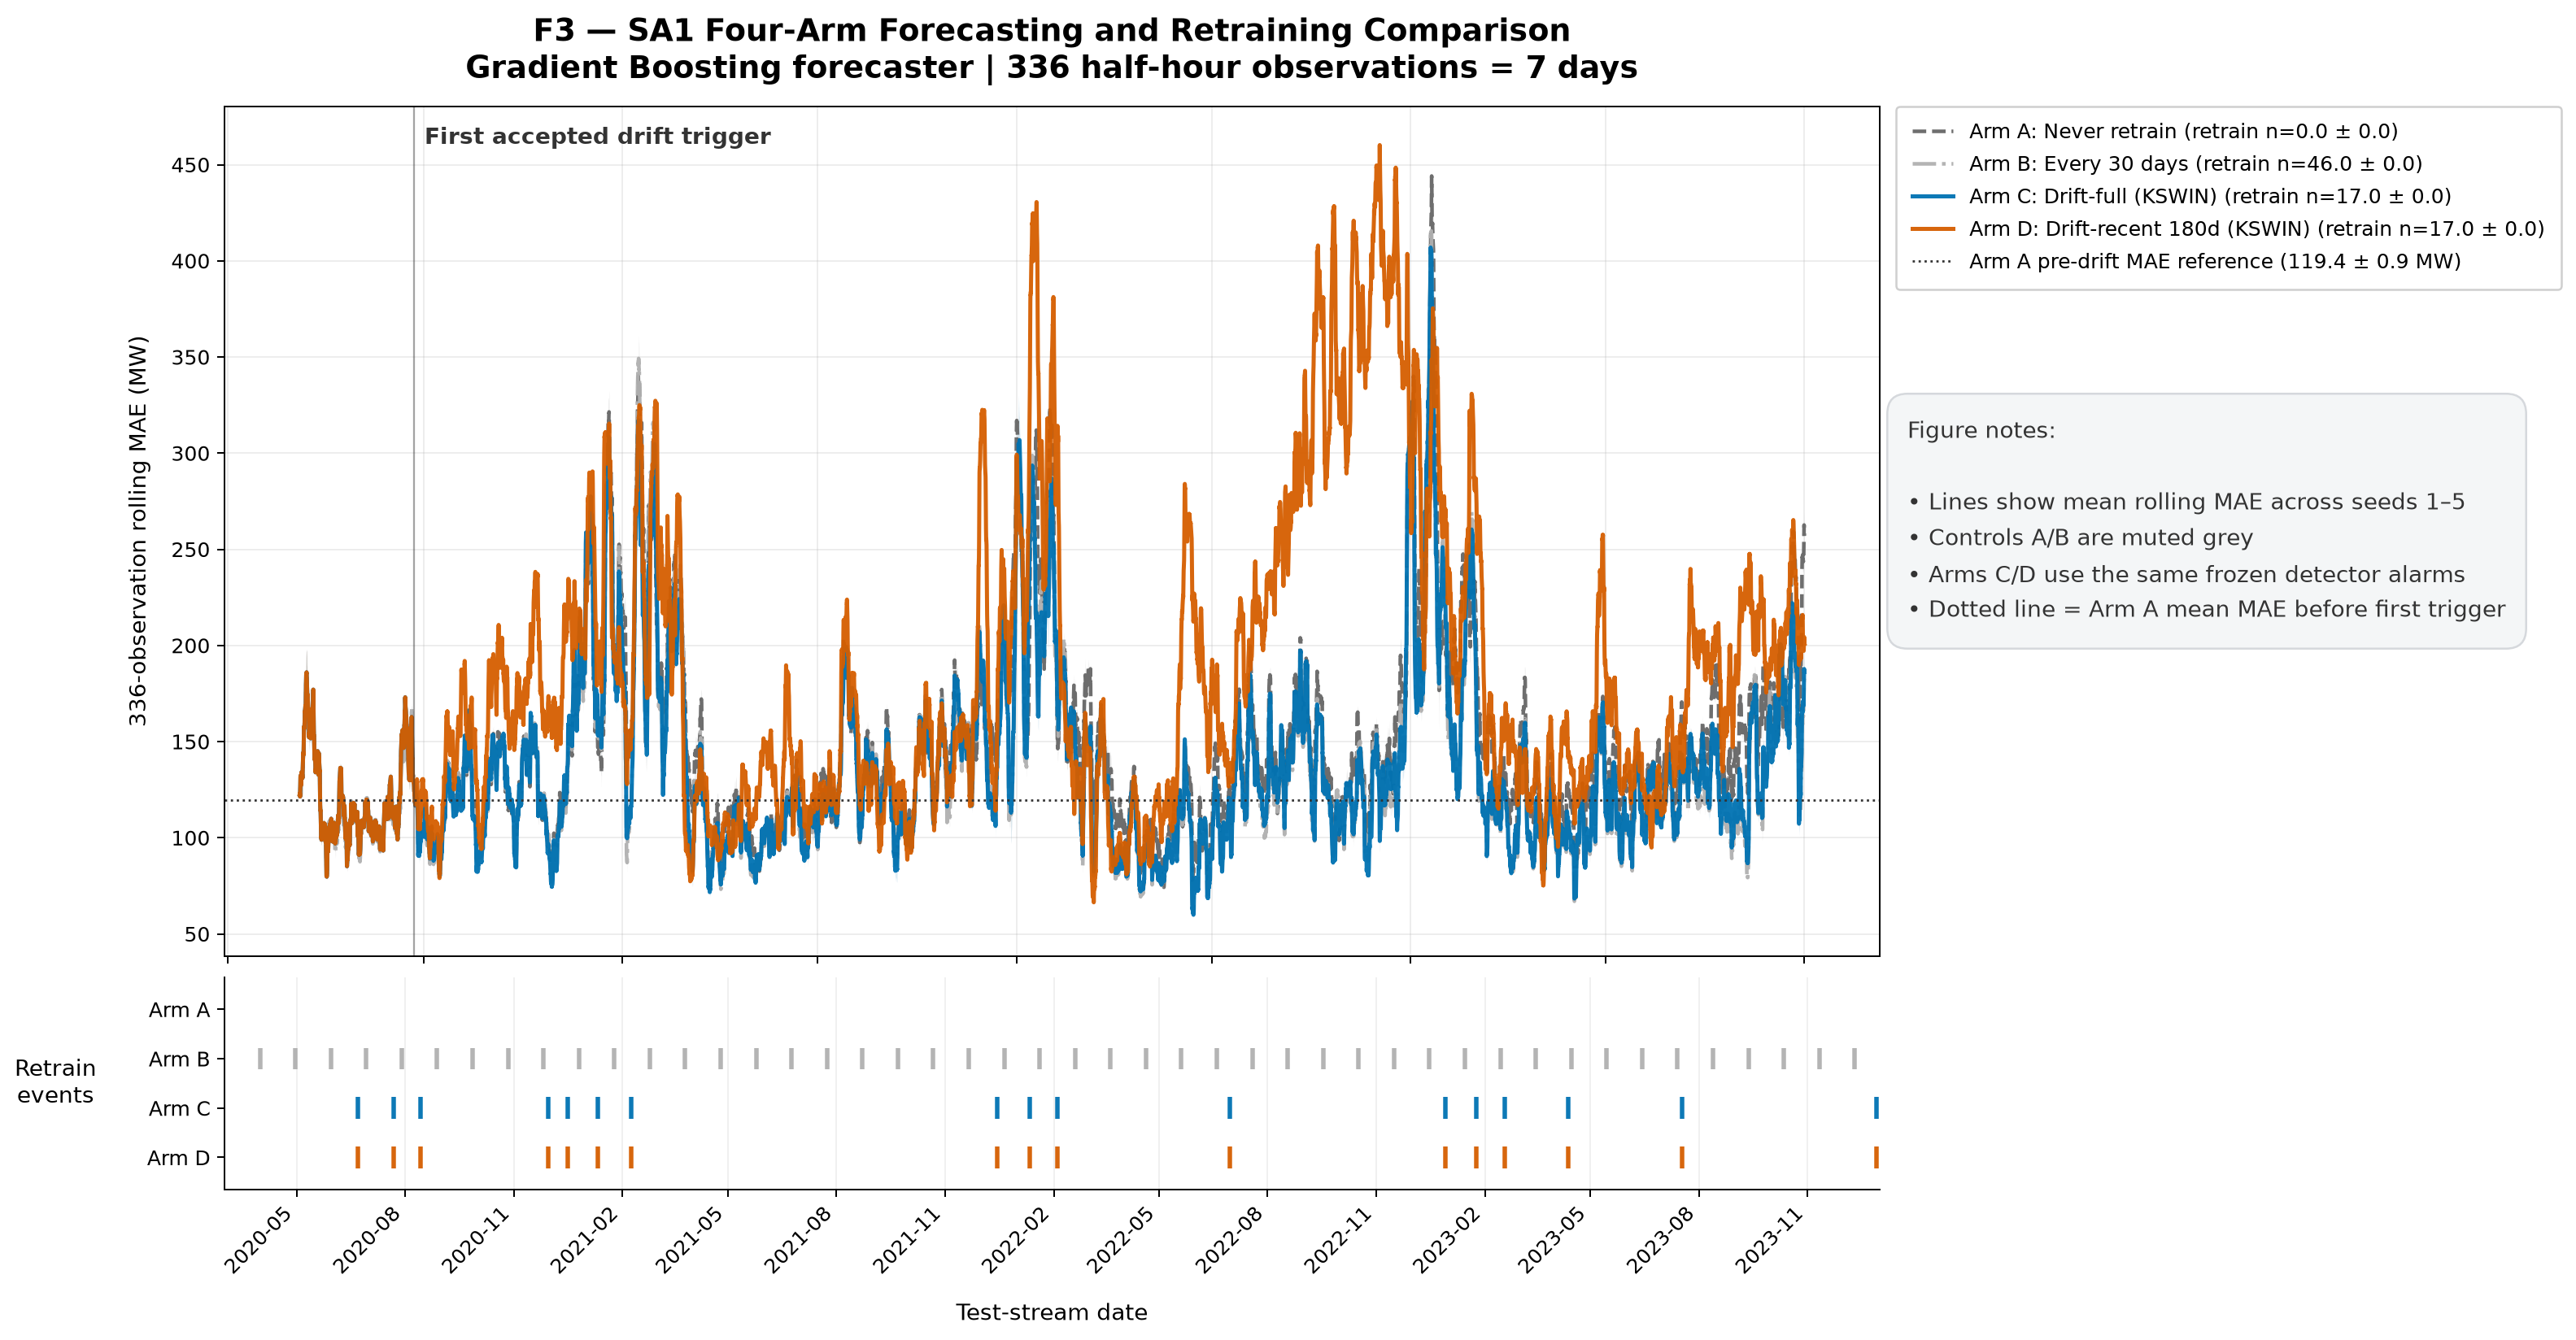 F3 — SA1 Four-Arm Forecasting and Retraining Comparison
Gradient Boosting forecaster | 336 half-hour observations = 7 days
First accepted drift trigger
336-observation rolling MAE (MW)
450
400
350
300
250
200
150
100
50
Arm A: Never retrain (retrain n=0.0 ± 0.0)
Arm B: Every 30 days (retrain n=46.0 ± 0.0)
Arm C: Drift-full (KSWIN) (retrain n=17.0 ± 0.0)
Arm D: Drift-recent 180d (KSWIN) (retrain n=17.0 ± 0.0)
Arm A pre-drift MAE reference (119.4 ± 0.9 MW)
Figure notes:
• Lines show mean rolling MAE across seeds 1–5
• Controls A/B are muted grey
• Arms C/D use the same frozen detector alarms
• Dotted line = Arm A mean MAE before first trigger
Retrain
events
Arm A
Arm B
Arm C
Arm D
2020-05
2020-08
2020-11
2021-02
2021-05
2021-08
2021-11
2022-02
2022-05
2022-08
2022-11
2023-02
2023-05
2023-08
2023-11
Test-stream date